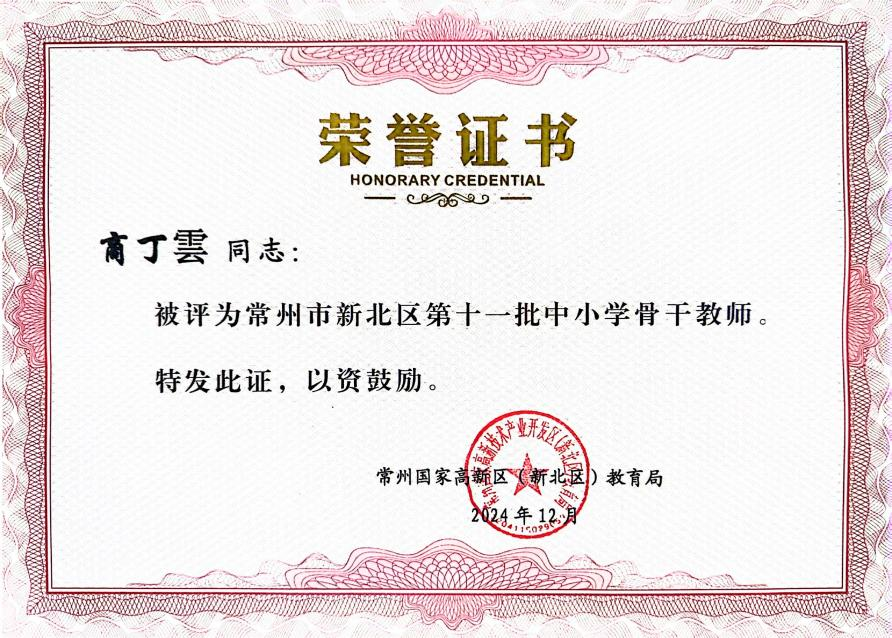 荣誉证书
HONORARY CREDENTIAL
商丁雲 同志：
被评为常州市新北区第十一批中小学骨干教师。
特发此证，以资鼓励。
常州国家高新区（新北区）教育局
2024年12月